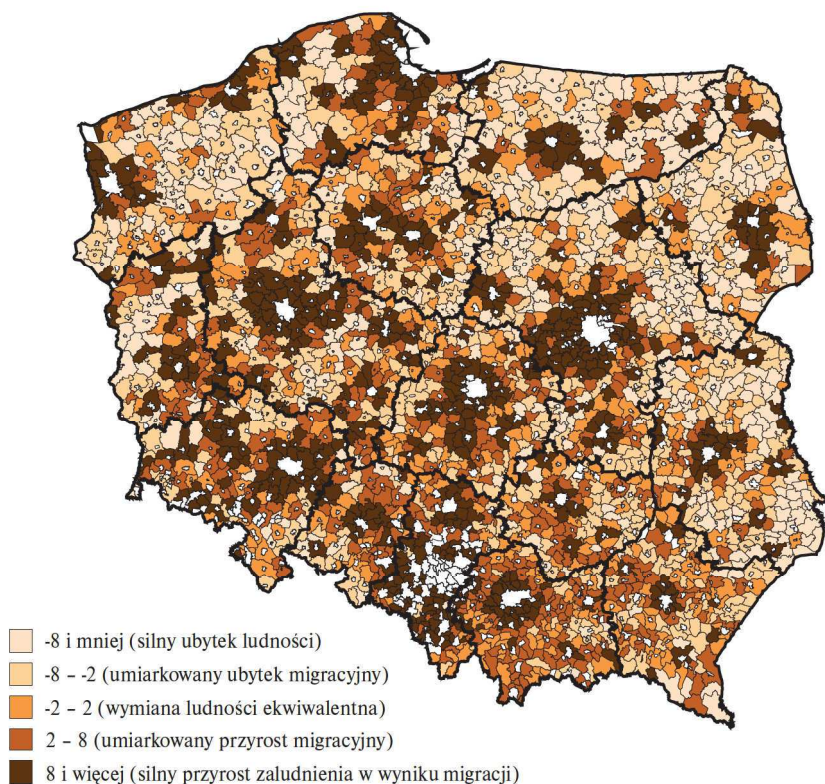 -8 i mniej (silny ubytek ludności)
-8 – -2 (umiarkowany ubytek migracyjny)
-2 – 2 (wymiana ludności ekwiwalentna)
2 – 8 (umiarkowany przyrost migracyjny)
8 i więcej (silny przyrost zaludnienia w wyniku migracji)